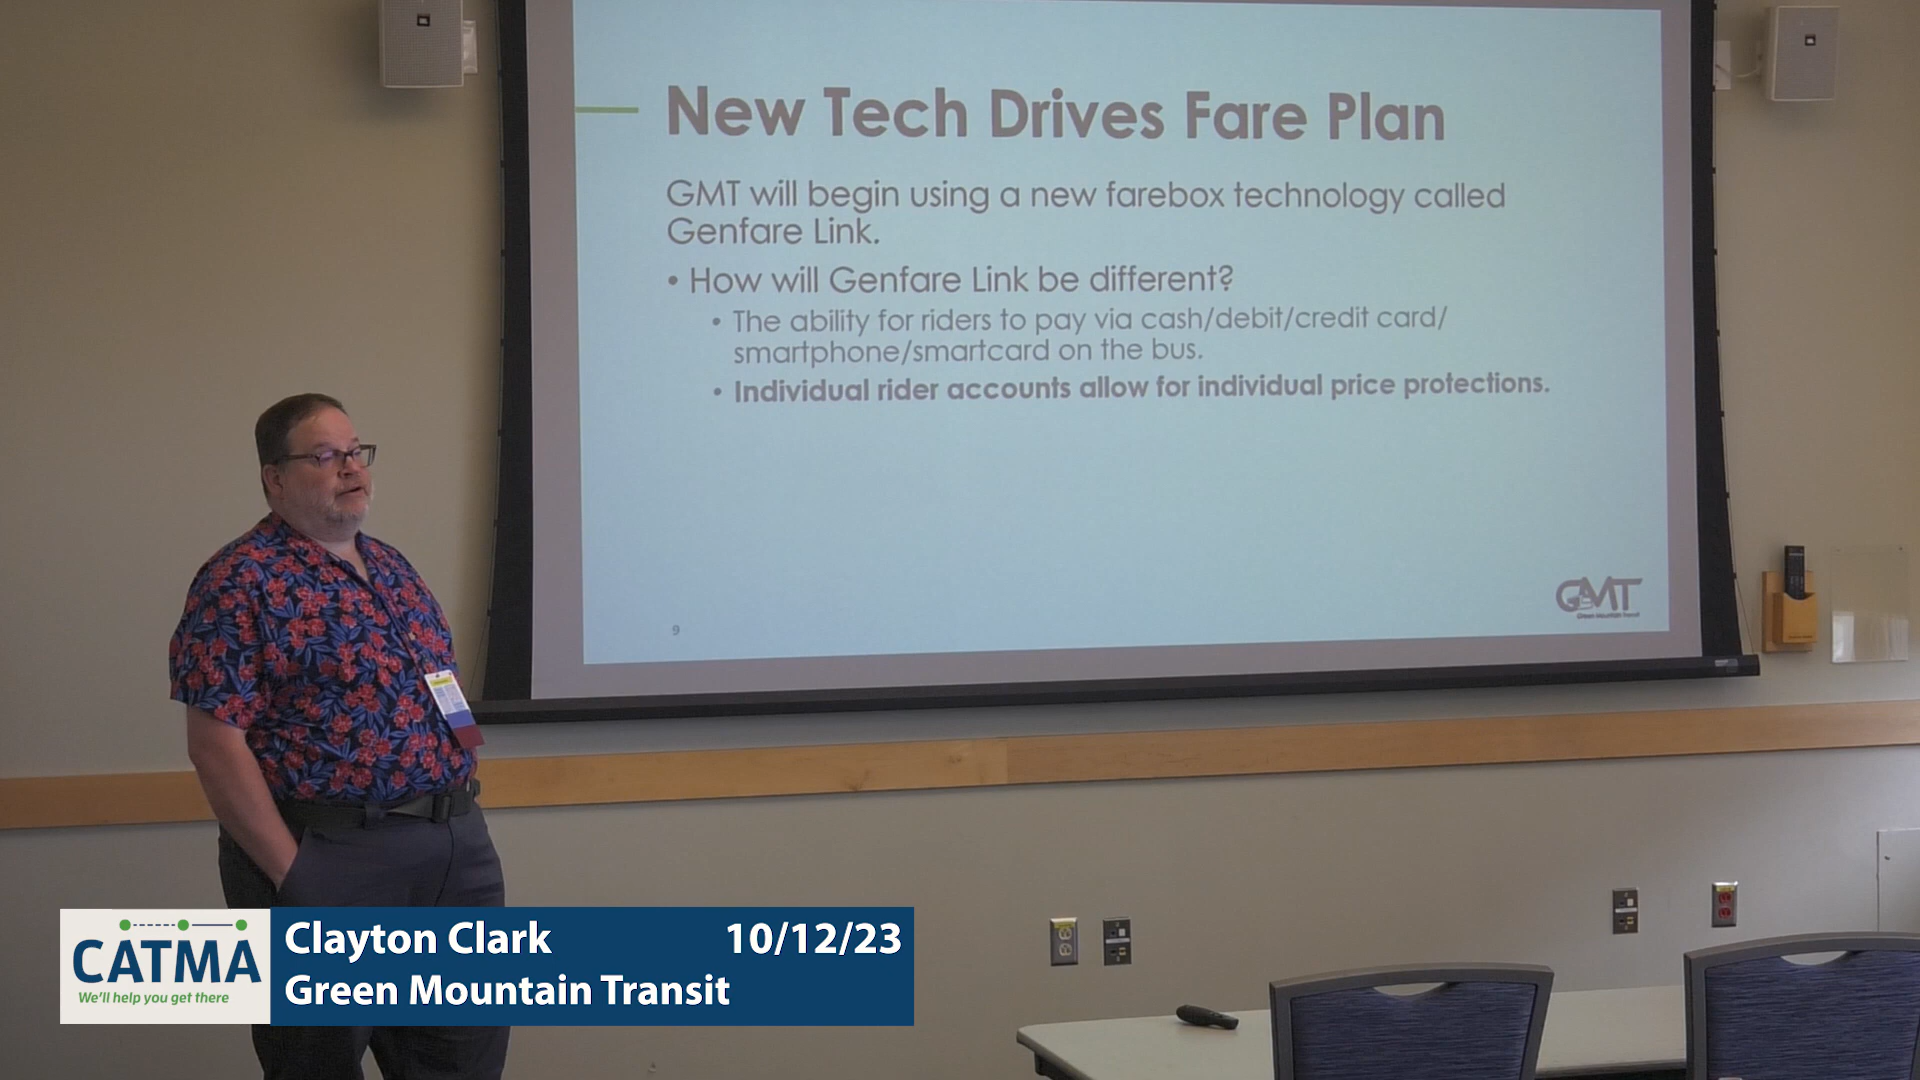 New Tech Drives Fare Plan
GMT will begin using a new farebox technology called
Genfare Link.
• How will Genfare Link be different?
• The ability for riders to pay via cash/debit/credit card/
smartphone/smartcard on the bus.
• Individual rider accounts allow for individual price protections.
GMT
Green Mountain Transit
9
CATMA
We'll help you get there
Clayton Clark 10/12/23
Green Mountain Transit